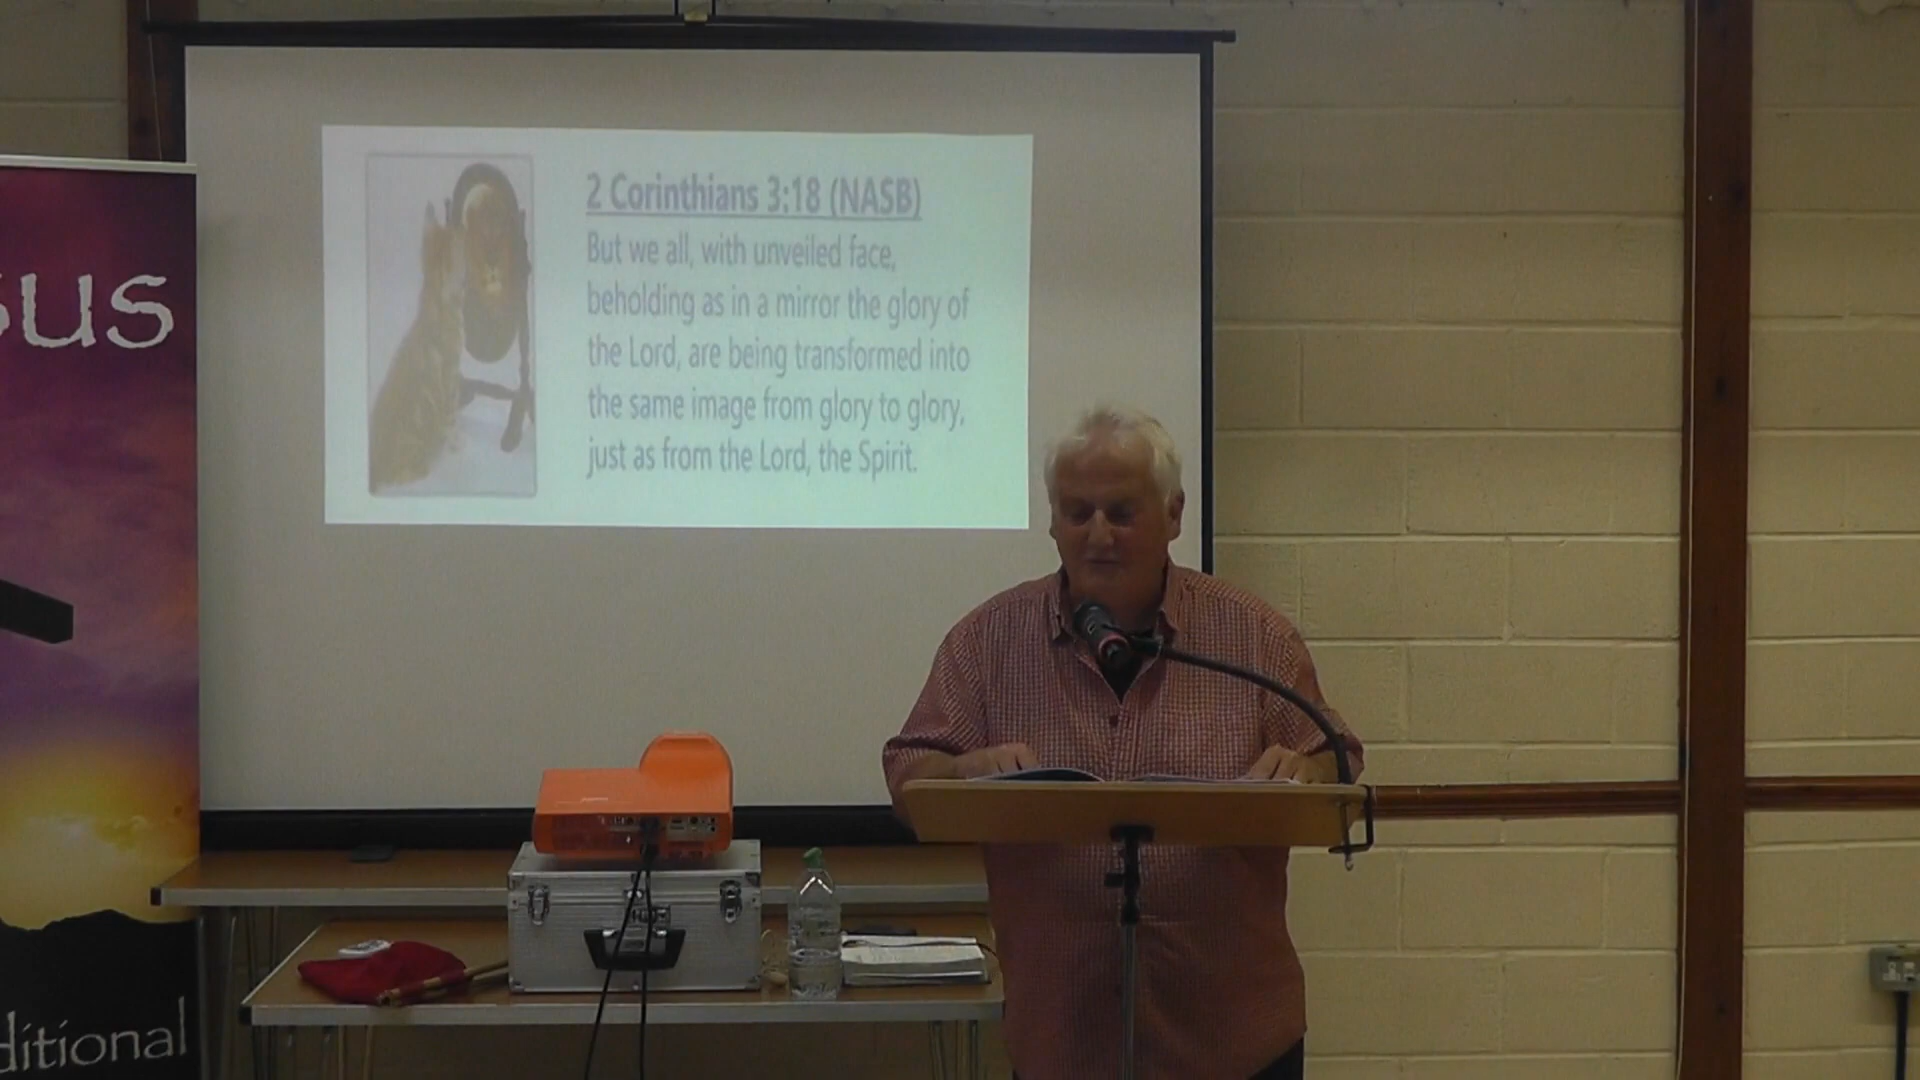 sus
ditional
2 Corinthians 3:18 (NASB)
But we all, with unveiled face,
beholding as in a mirror the glory of
the Lord, are being transformed into
the same image from glory to glory,
just as from the Lord, the Spirit.